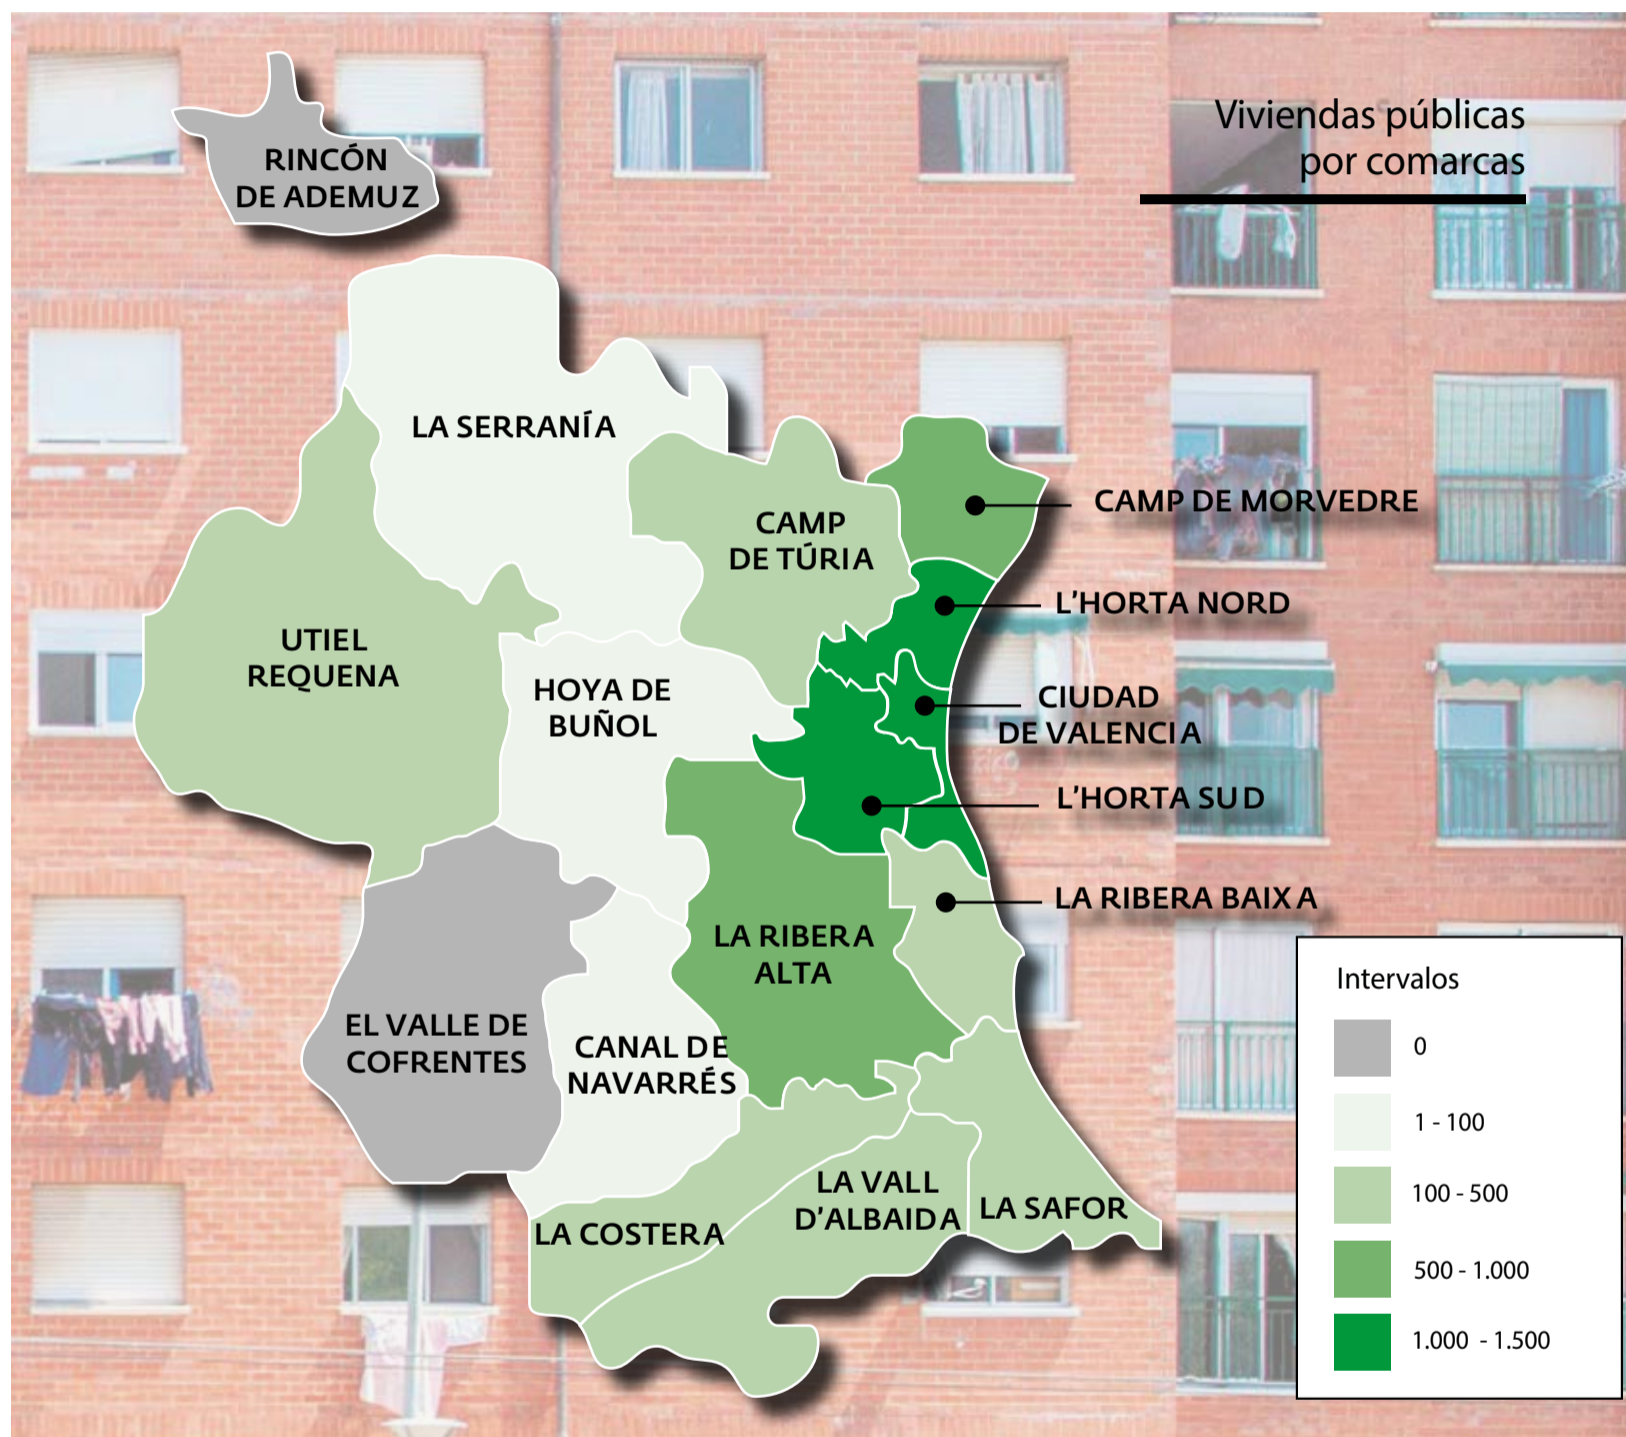 Viviendas públicas
por comarcas
RINCÓN
DE ADEMUZ
LA SERRANÍA
CAMP
DE TÚRIA
CAMP DE MORVEDRE
L'HORTA NORD
UTIEL
REQUENA
HOYA DE
BUÑOL
CIUDAD
DE VALENCIA
L'HORTA SUD
LA RIBERA BAIXA
LA RIBERA
ALTA
EL VALLE DE
COFRENTES
CANAL DE
NAVARRÉS
LA VALL
D'ALBAIDA
LA SAFOR
LA COSTERA
Intervalos
0
1 - 100
100 - 500
500 - 1.000
1.000 - 1.500